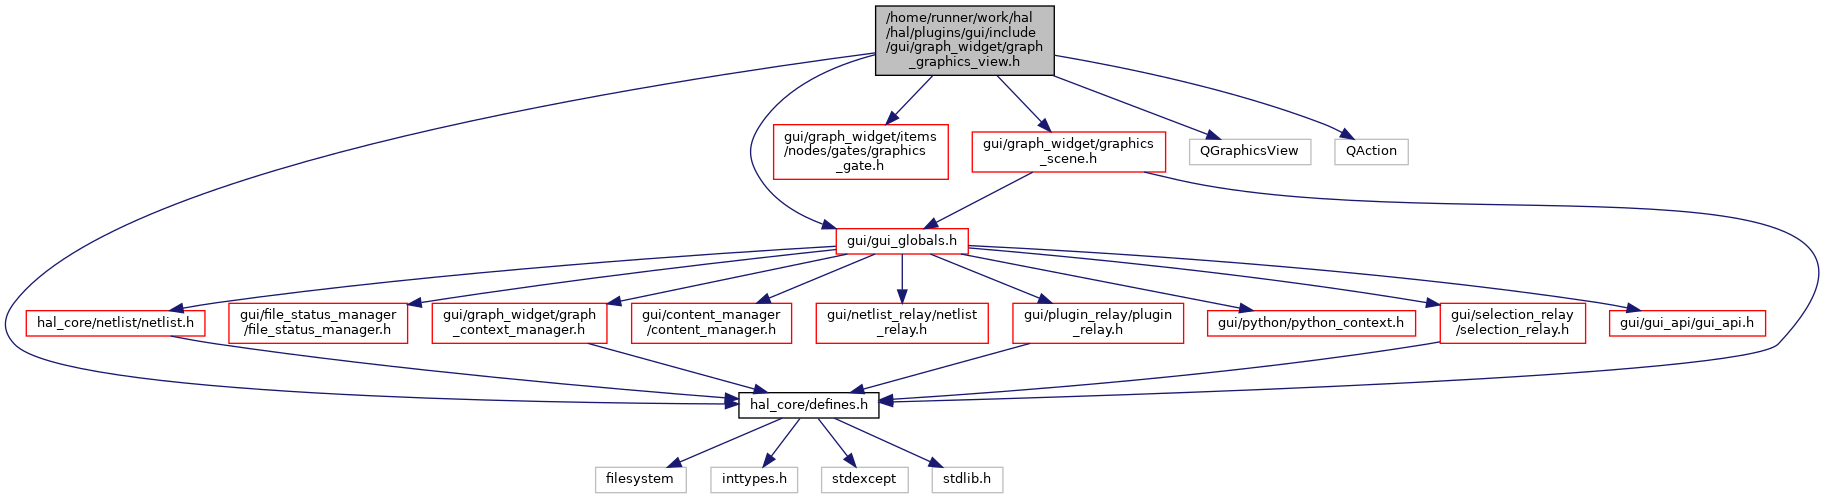 /home/runner/work/hal
/hal/plugins/gui/include
/gui/graph_widget/graph
_graphics_view.h
gui/graph_widget/items
/nodes/gates/graphics
_gate.h
gui/graph_widget/graphics
_scene.h
QGraphicsView
QAction
gui/gui_globals.h
hal_core/netlist/netlist.h
gui/file_status_manager
/file_status_manager.h
gui/graph_widget/graph
_context_manager.h
gui/content_manager
/content_manager.h
gui/netlist_relay/netlist
_relay.h
gui/plugin_relay/plugin
_relay.h
gui/python/python_context.h
gui/selection_relay
/selection_relay.h
gui/gui_api/gui_api.h
hal_core/defines.h
filesystem
inttypes.h
stdexcept
stdlib.h